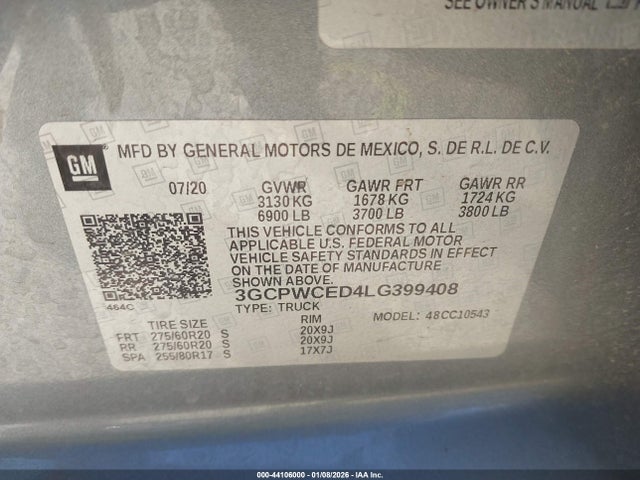 SEE OWNER'S MANUAL
GM
MFD BY GENERAL MOTORS DE MEXICO, S. DE R.L. DE C.V.
07/20 GVWR GAWR FRT GAWR RR
3130 KG 1678 KG 1724 KG
6900 LB 3700 LB 3800 LB
THIS VEHICLE CONFORMS TO ALL
APPLICABLE U.S. FEDERAL MOTOR
VEHICLE SAFETY STANDARDS IN EFFECT
ON THE DATE OF MANUFACTURE
SHOWN ABOVE.
3GCPWCED4LG399408
464C TYPE: TRUCK MODEL: 48CC10543
TIRE SIZE RIM
FRT 275/60R20 S 20X9J
RR 275/60R20 S 20X9J
SPA 255/80R17 S 17X7J
000-44106000 - 01/08/2026 - IAA Inc.